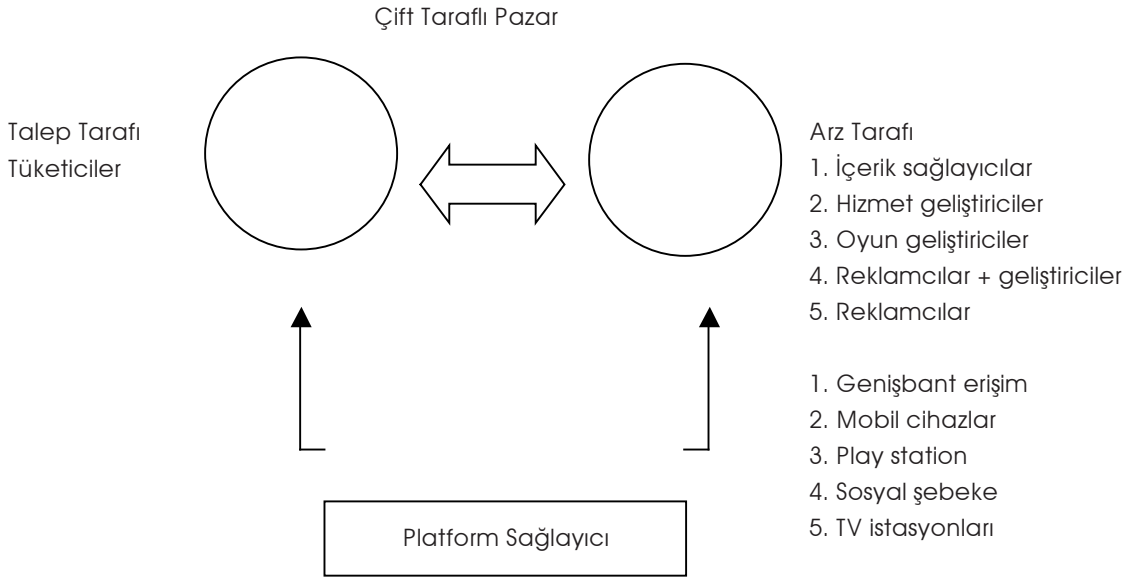 Çift Taraflı Pazar
Talep Tarafı
Tüketiciler
Arz Tarafı
1. İçerik sağlayıcılar
2. Hizmet geliştiriciler
3. Oyun geliştiriciler
4. Reklamcılar + geliştiriciler
5. Reklamcılar
1. Genişbant erişim
2. Mobil cihazlar
3. Play station
4. Sosyal şebeke
5. TV istasyonları
Platform Sağlayıcı